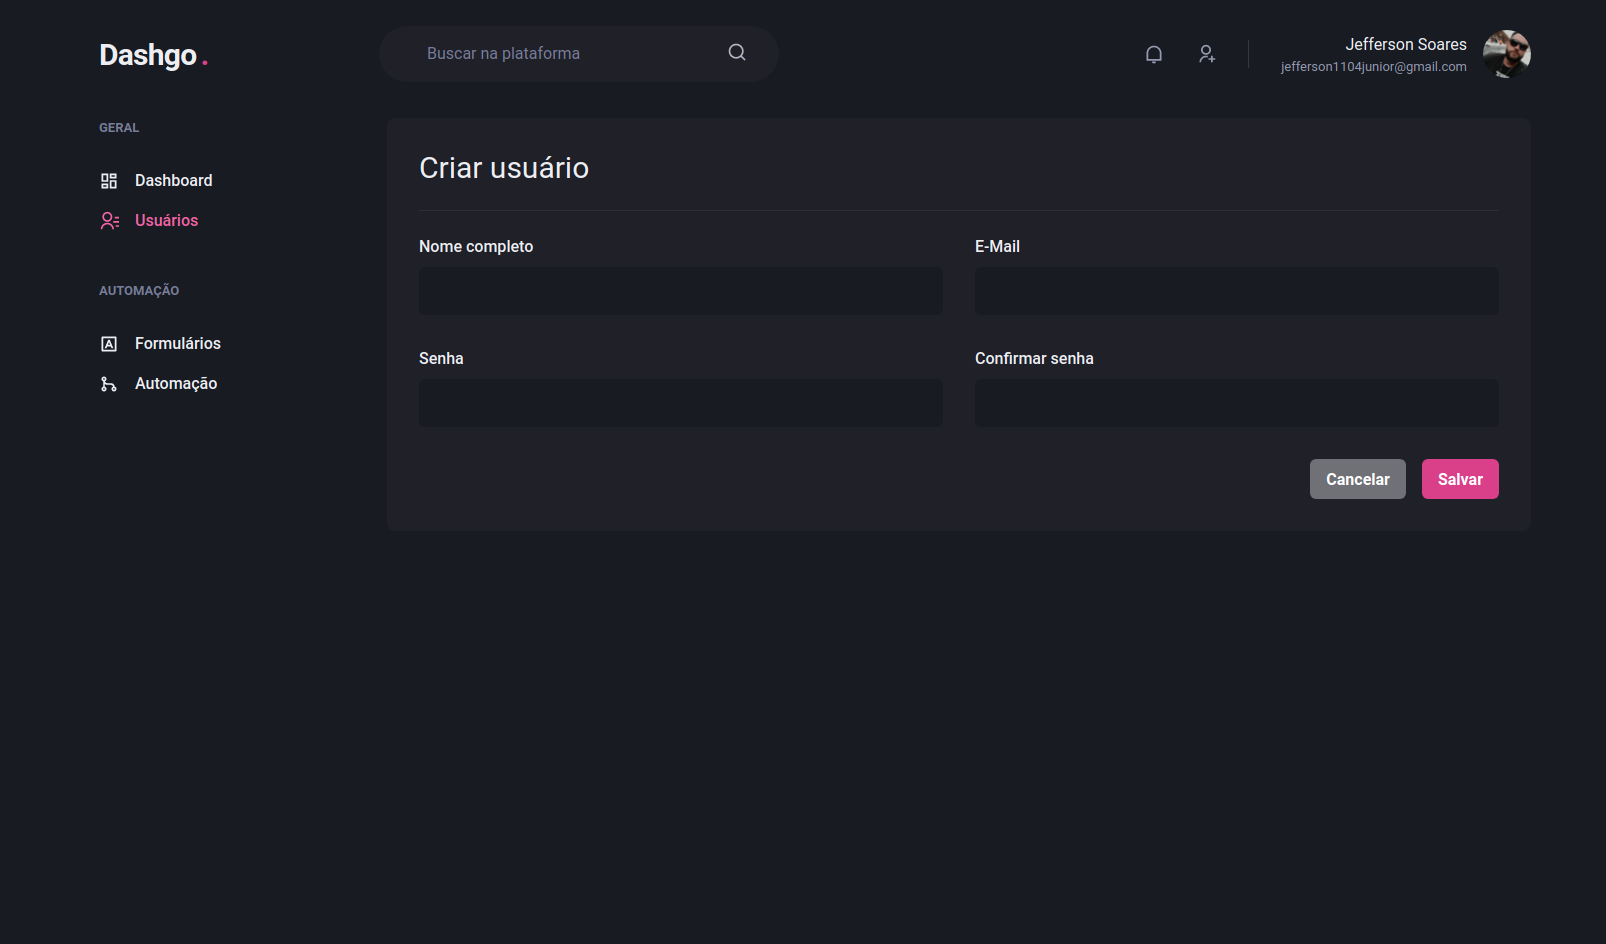 Dashgo.
Buscar na plataforma
Jefferson Soares
jefferson1104junior@gmail.com
GERAL
Dashboard
Usuários
AUTOMAÇÃO
Formulários
Automação
Criar usuário
Nome completo
E-Mail
Senha
Confirmar senha
Cancelar
Salvar